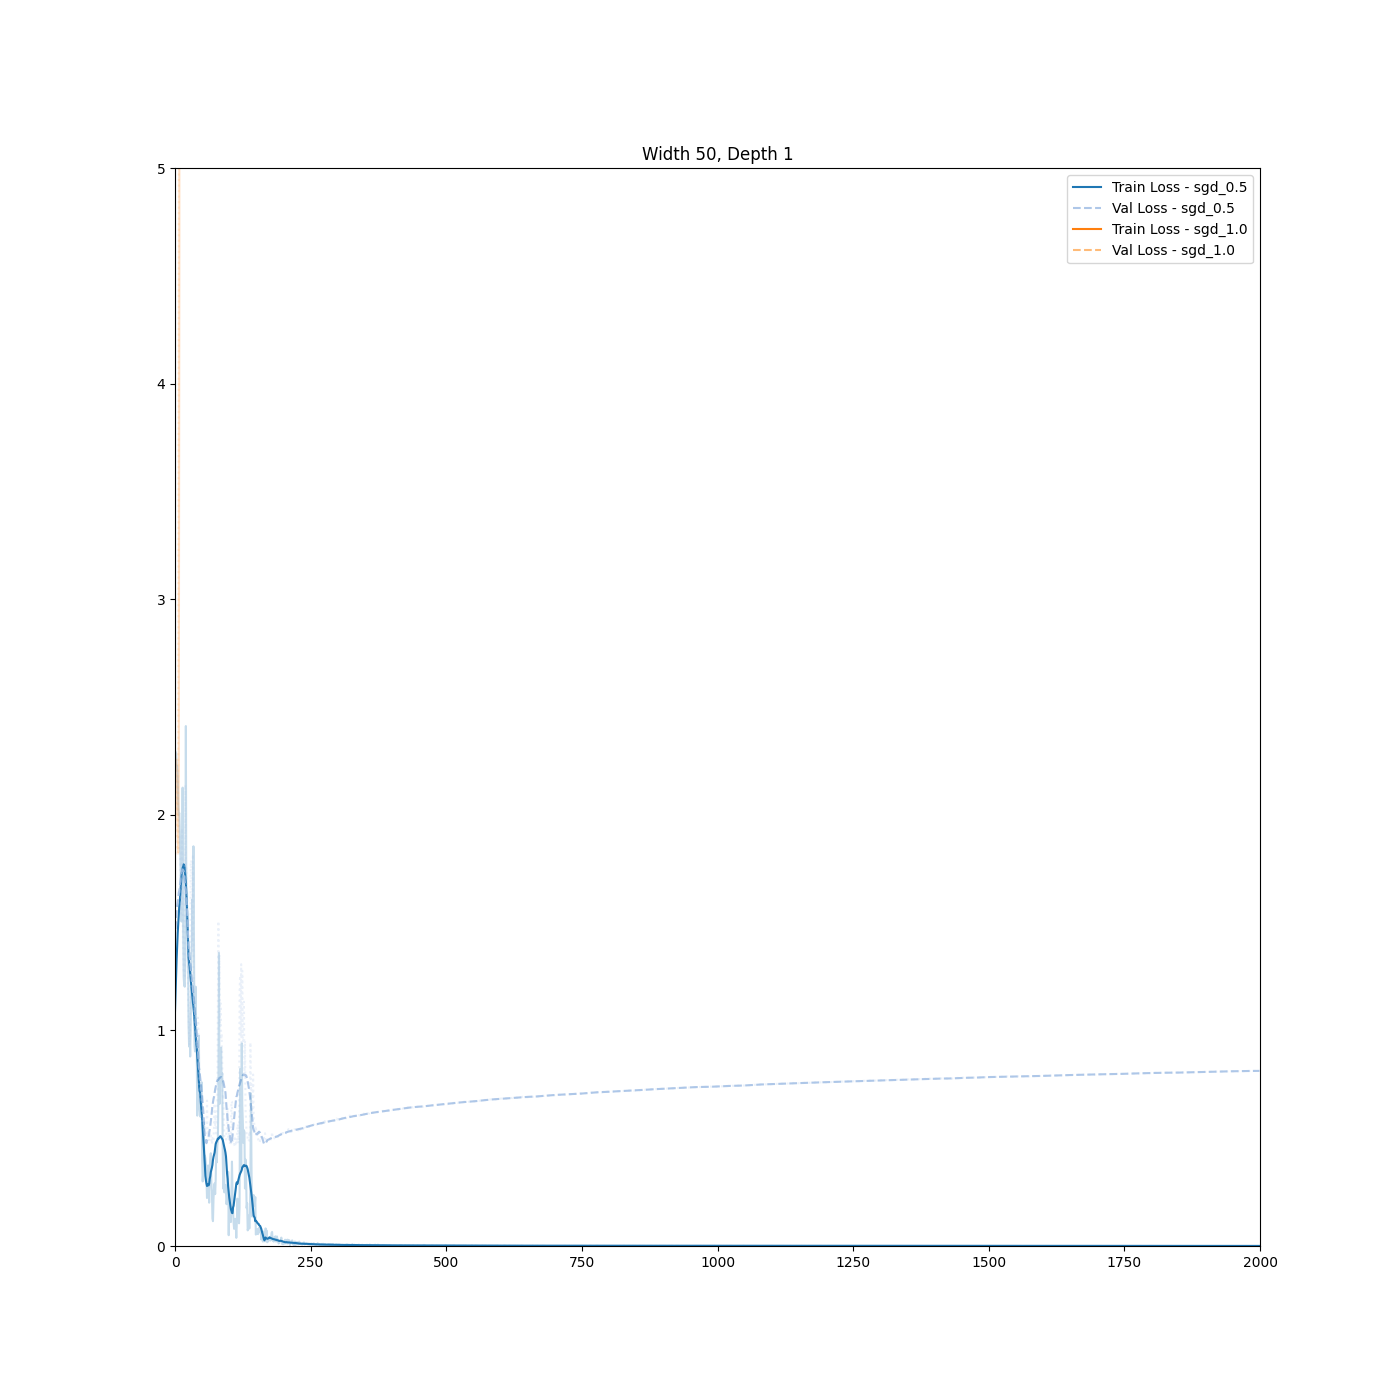 Width 50, Depth 1
5
4
3
2
1
0
0 250 500 750 1000 1250 1500 1750 2000
Train Loss - sgd_0.5
Val Loss - sgd_0.5
Train Loss - sgd_1.0
Val Loss - sgd_1.0